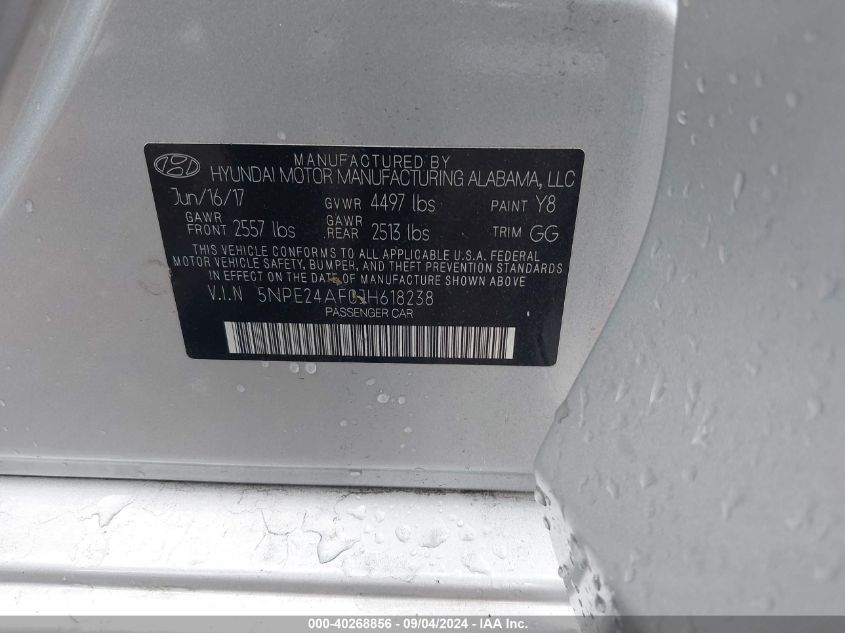 MANUFACTURED BY
HYUNDAI MOTOR MANUFACTURING ALABAMA, LLC
Jun/16/17 GVWR 4497 lbs PAINT Y8
GAWR FRONT 2557 lbs GAWR REAR 2513 lbs TRIM GG
THIS VEHICLE CONFORMS TO ALL APPLICABLE U.S.A. FEDERAL
MOTOR VEHICLE SAFETY, BUMPER, AND THEFT PREVENTION STANDARDS
IN EFFECT ON THE DATE OF MANUFACTURE SHOWN ABOVE.
V.I.N 5NPE24AF0JH618238
PASSENGER CAR
000-40268856 - 09/04/2024 - IAA Inc.